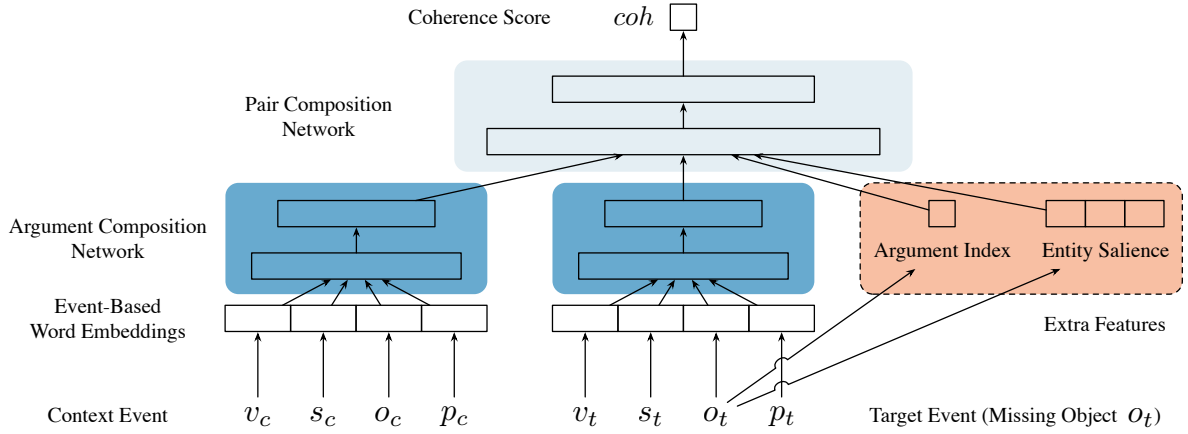 Coherence Score coh
Pair Composition
Network
Argument Composition
Network
Argument Index Entity Salience
Event-Based
Word Embeddings
Extra Features
Context Event v_c s_c o_c p_c v_t s_t o_t p_t Target Event (Missing Object o_t)